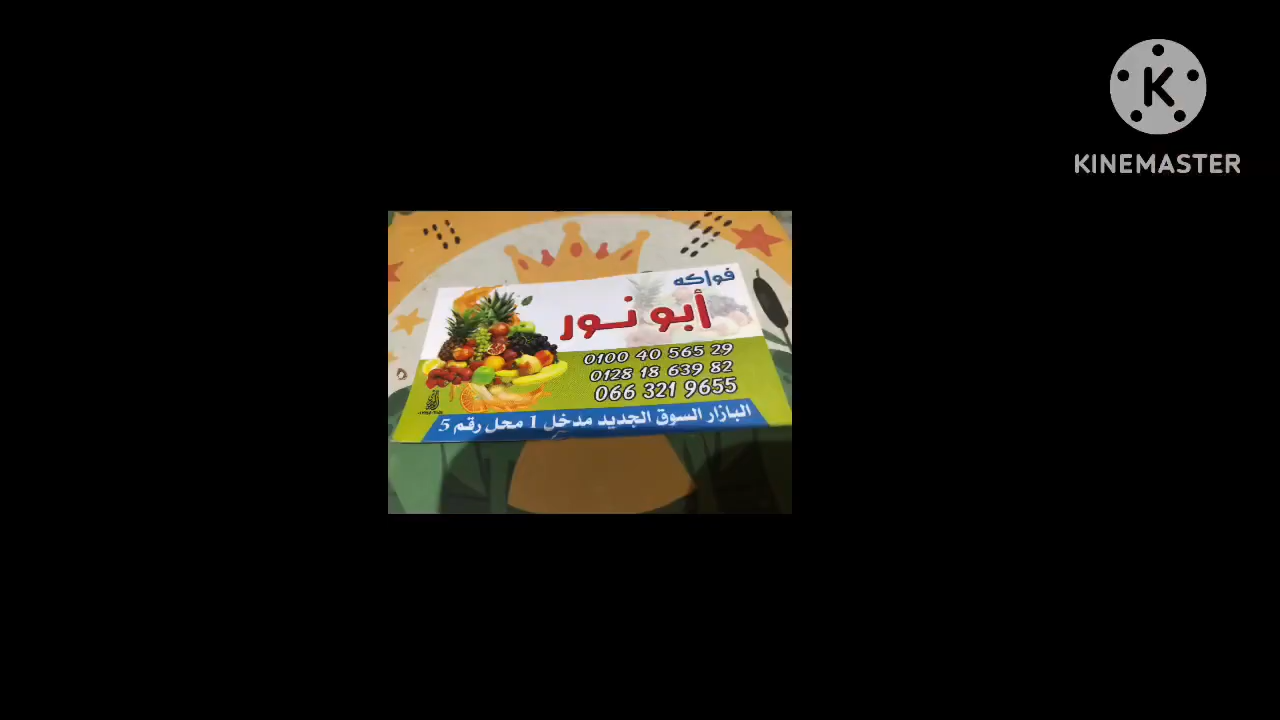 KINEMASTER
فواكه
أبو نور
0100 40 565 29
0128 18 639 82
066 321 9655
البازار السوق الجديد مدخل 1 محل رقم 5